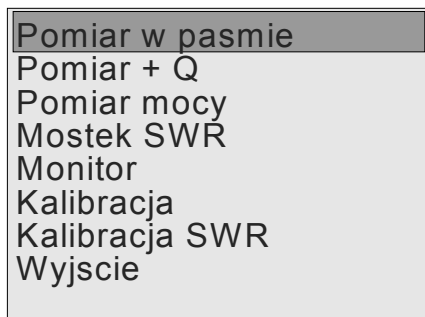 Pomiar w pasmie
Pomiar + Q
Pomiar mocy
Mostek SWR
Monitor
Kalibracja
Kalibracja SWR
Wyjscie